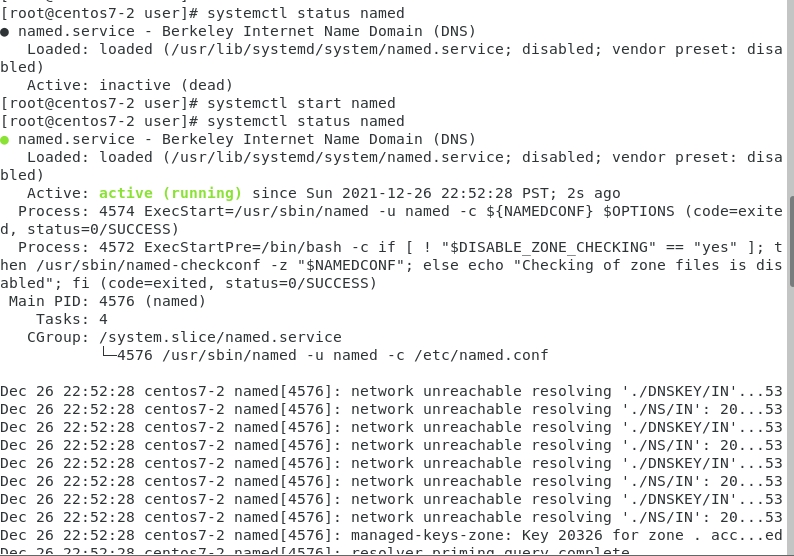 [root@centos7-2 user]# systemctl status named
● named.service - Berkeley Internet Name Domain (DNS)
   Loaded: loaded (/usr/lib/systemd/system/named.service; disabled; vendor preset: disa
bled)
   Active: inactive (dead)
[root@centos7-2 user]# systemctl start named
[root@centos7-2 user]# systemctl status named
● named.service - Berkeley Internet Name Domain (DNS)
   Loaded: loaded (/usr/lib/systemd/system/named.service; disabled; vendor preset: disa
bled)
   Active: active (running) since Sun 2021-12-26 22:52:28 PST; 2s ago
  Process: 4574 ExecStart=/usr/sbin/named -u named -c ${NAMEDCONF} $OPTIONS (code=exite
d, status=0/SUCCESS)
  Process: 4572 ExecStartPre=/bin/bash -c if [ ! "$DISABLE_ZONE_CHECKING" == "yes" ]; t
hen /usr/sbin/named-checkconf -z "$NAMEDCONF"; else echo "Checking of zone files is dis
abled"; fi (code=exited, status=0/SUCCESS)
 Main PID: 4576 (named)
    Tasks: 4
   CGroup: /system.slice/named.service
           └─4576 /usr/sbin/named -u named -c /etc/named.conf

Dec 26 22:52:28 centos7-2 named[4576]: network unreachable resolving './DNSKEY/IN'...53
Dec 26 22:52:28 centos7-2 named[4576]: network unreachable resolving './NS/IN': 20...53
Dec 26 22:52:28 centos7-2 named[4576]: network unreachable resolving './DNSKEY/IN'...53
Dec 26 22:52:28 centos7-2 named[4576]: network unreachable resolving './NS/IN': 20...53
Dec 26 22:52:28 centos7-2 named[4576]: network unreachable resolving './DNSKEY/IN'...53
Dec 26 22:52:28 centos7-2 named[4576]: network unreachable resolving './NS/IN': 20...53
Dec 26 22:52:28 centos7-2 named[4576]: network unreachable resolving './DNSKEY/IN'...53
Dec 26 22:52:28 centos7-2 named[4576]: network unreachable resolving './NS/IN': 20...53
Dec 26 22:52:28 centos7-2 named[4576]: managed-keys-zone: Key 20326 for zone . acc...ed
Dec 26 22:52:28 centos7-2 named[4576]: resolver priming query complete